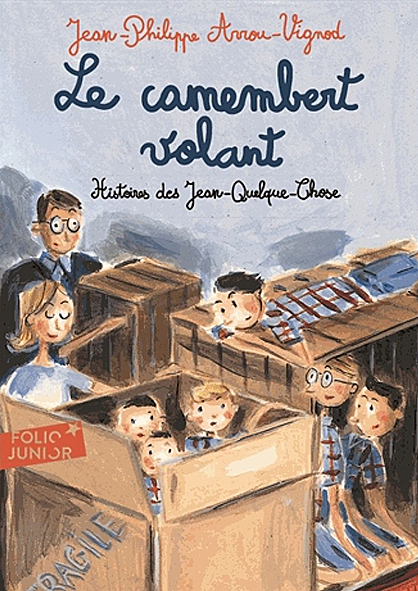 Jean-Philippe Arrou-Vignod
Le camembert
volant
Histoires des Jean-Quelque-Chose
FOLIO
JUNIOR
FRAGILE